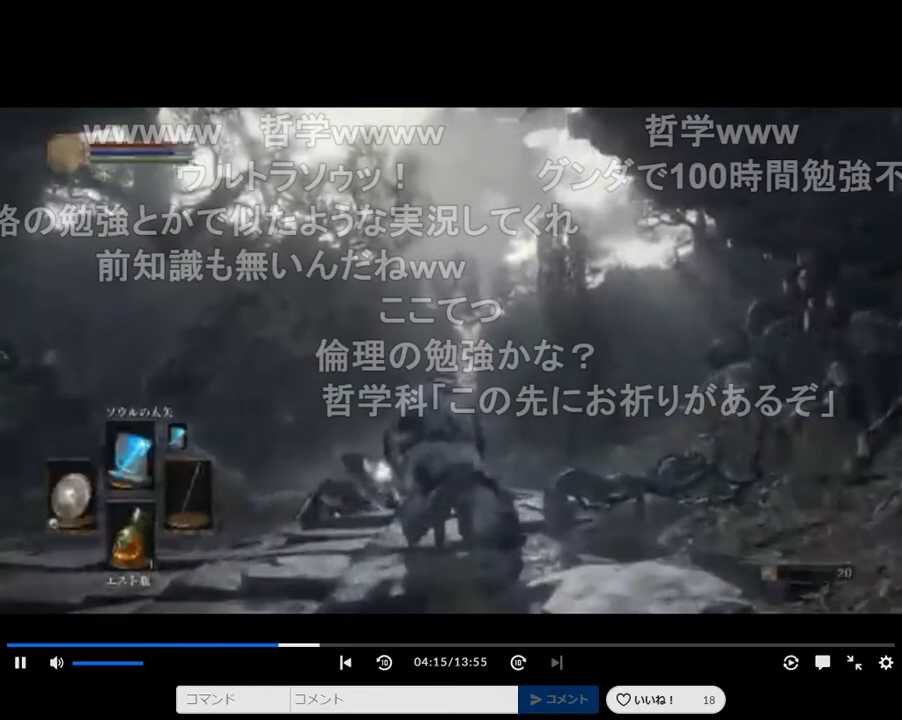 wwwww 哲学wwww 哲学www
ウルトラソゥッ！ グンダで100時間勉強不
格の勉強とかで似たような実況してくれ
前知識も無いんだねww
ここてつ
倫理の勉強かな？
哲学科「この先にお祈りがあるぞ」
ソウルの太矢
1
エスト瓶
20
04:15/13:55
コマンド コメント コメント いいね！ 18